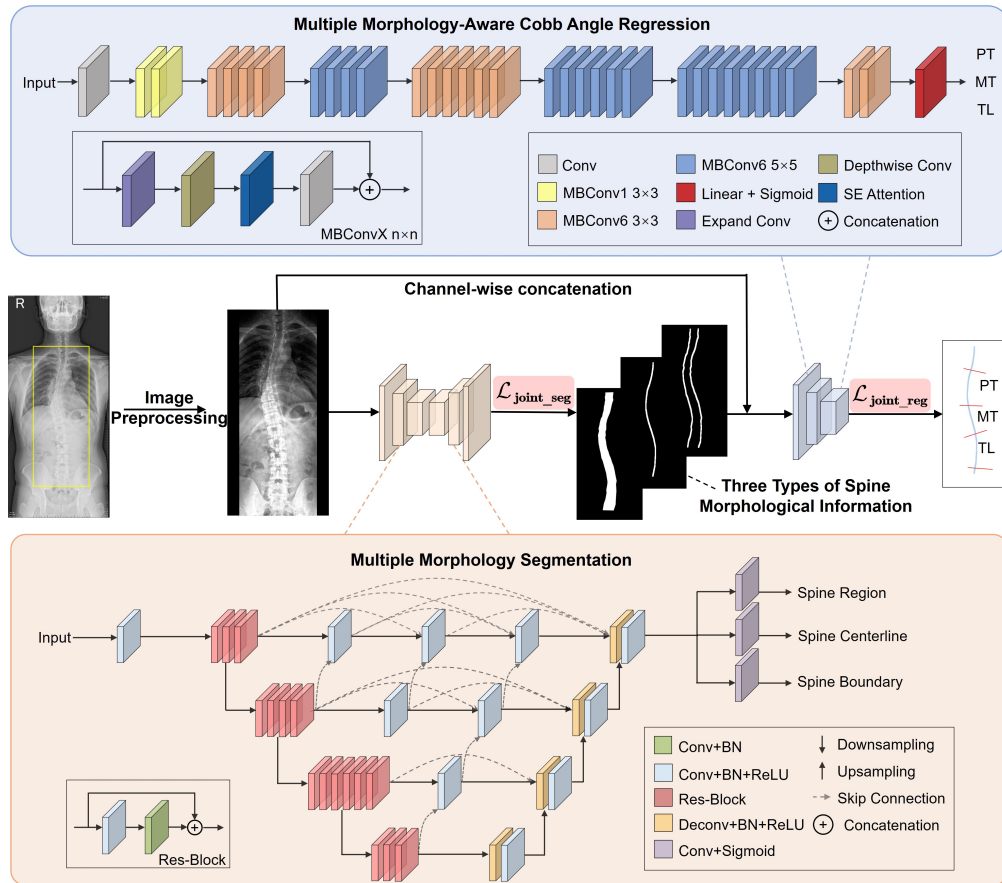 Multiple Morphology-Aware Cobb Angle Regression
Input
PT
MT
TL
MBConvX n×n
Conv
MBConv1 3×3
MBConv6 3×3
MBConv6 5×5
Linear + Sigmoid
Expand Conv
Depthwise Conv
SE Attention
+ Concatenation
R
Image
Preprocessing
Channel-wise concatenation
ℒjoint_seg
Three Types of Spine
Morphological Information
ℒjoint_reg
PT
MT
TL
Multiple Morphology Segmentation
Input
Spine Region
Spine Centerline
Spine Boundary
Res-Block
Conv+BN
Conv+BN+ReLU
Res-Block
Deconv+BN+ReLU
Conv+Sigmoid
Downsampling
Upsampling
Skip Connection
+ Concatenation